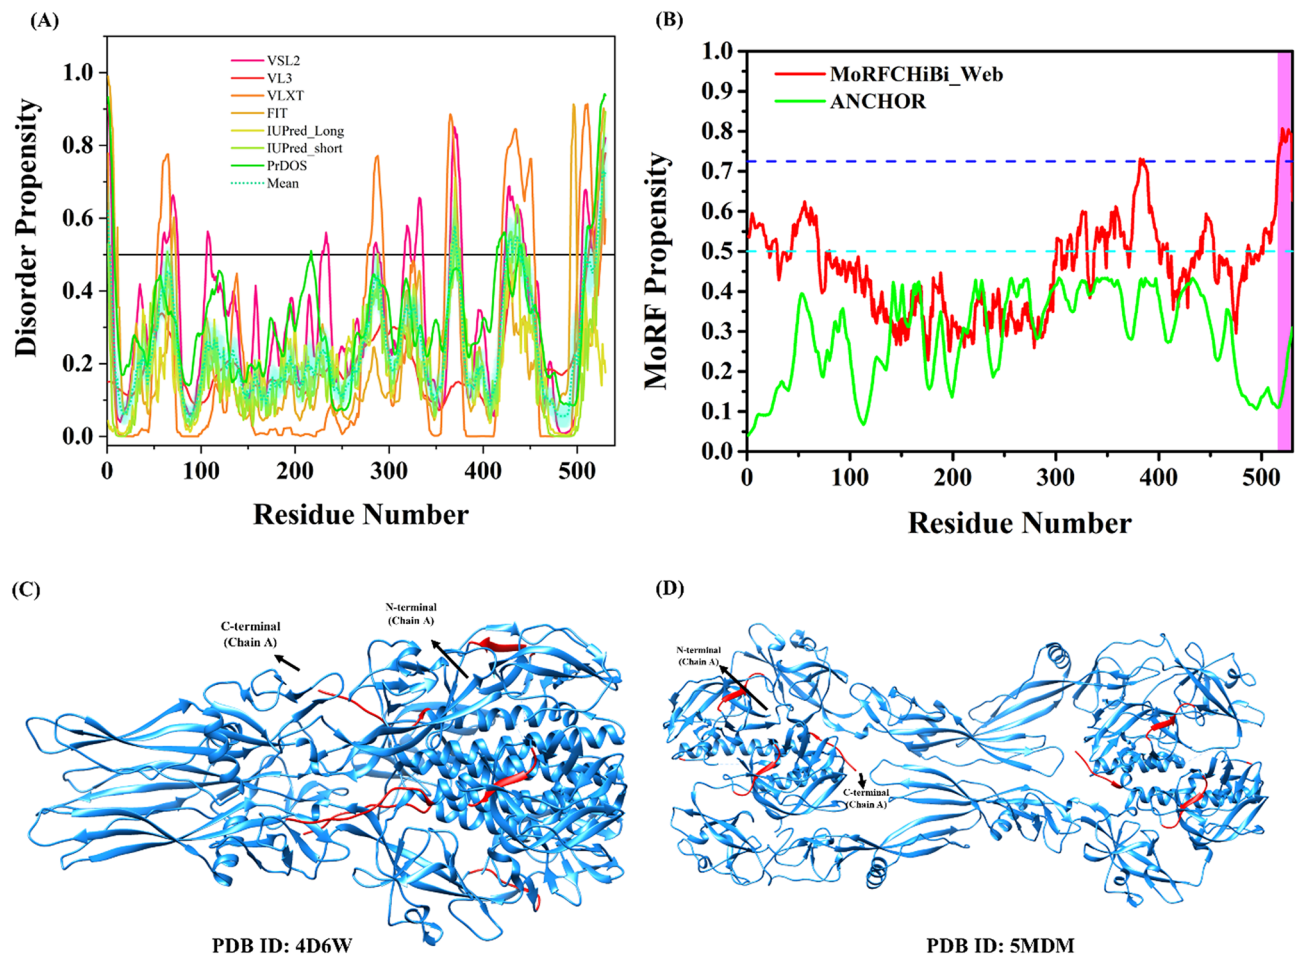 (A)
Disorder Propensity
1.0
0.8
0.6
0.4
0.2
0.0
VSL2
VL3
VLXT
FIT
IUPred_Long
IUPred_short
PrDOS
Mean
0 100 200 300 400 500
Residue Number
(B)
MoRF Propensity
1.0
0.9
0.8
0.7
0.6
0.5
0.4
0.3
0.2
0.1
0.0
MoRFCHiBi_Web
ANCHOR
0 100 200 300 400 500
Residue Number
(C)
C-terminal
(Chain A)
N-terminal
(Chain A)
PDB ID: 4D6W
(D)
N-terminal
(Chain A)
C-terminal
(Chain A)
PDB ID: 5MDM